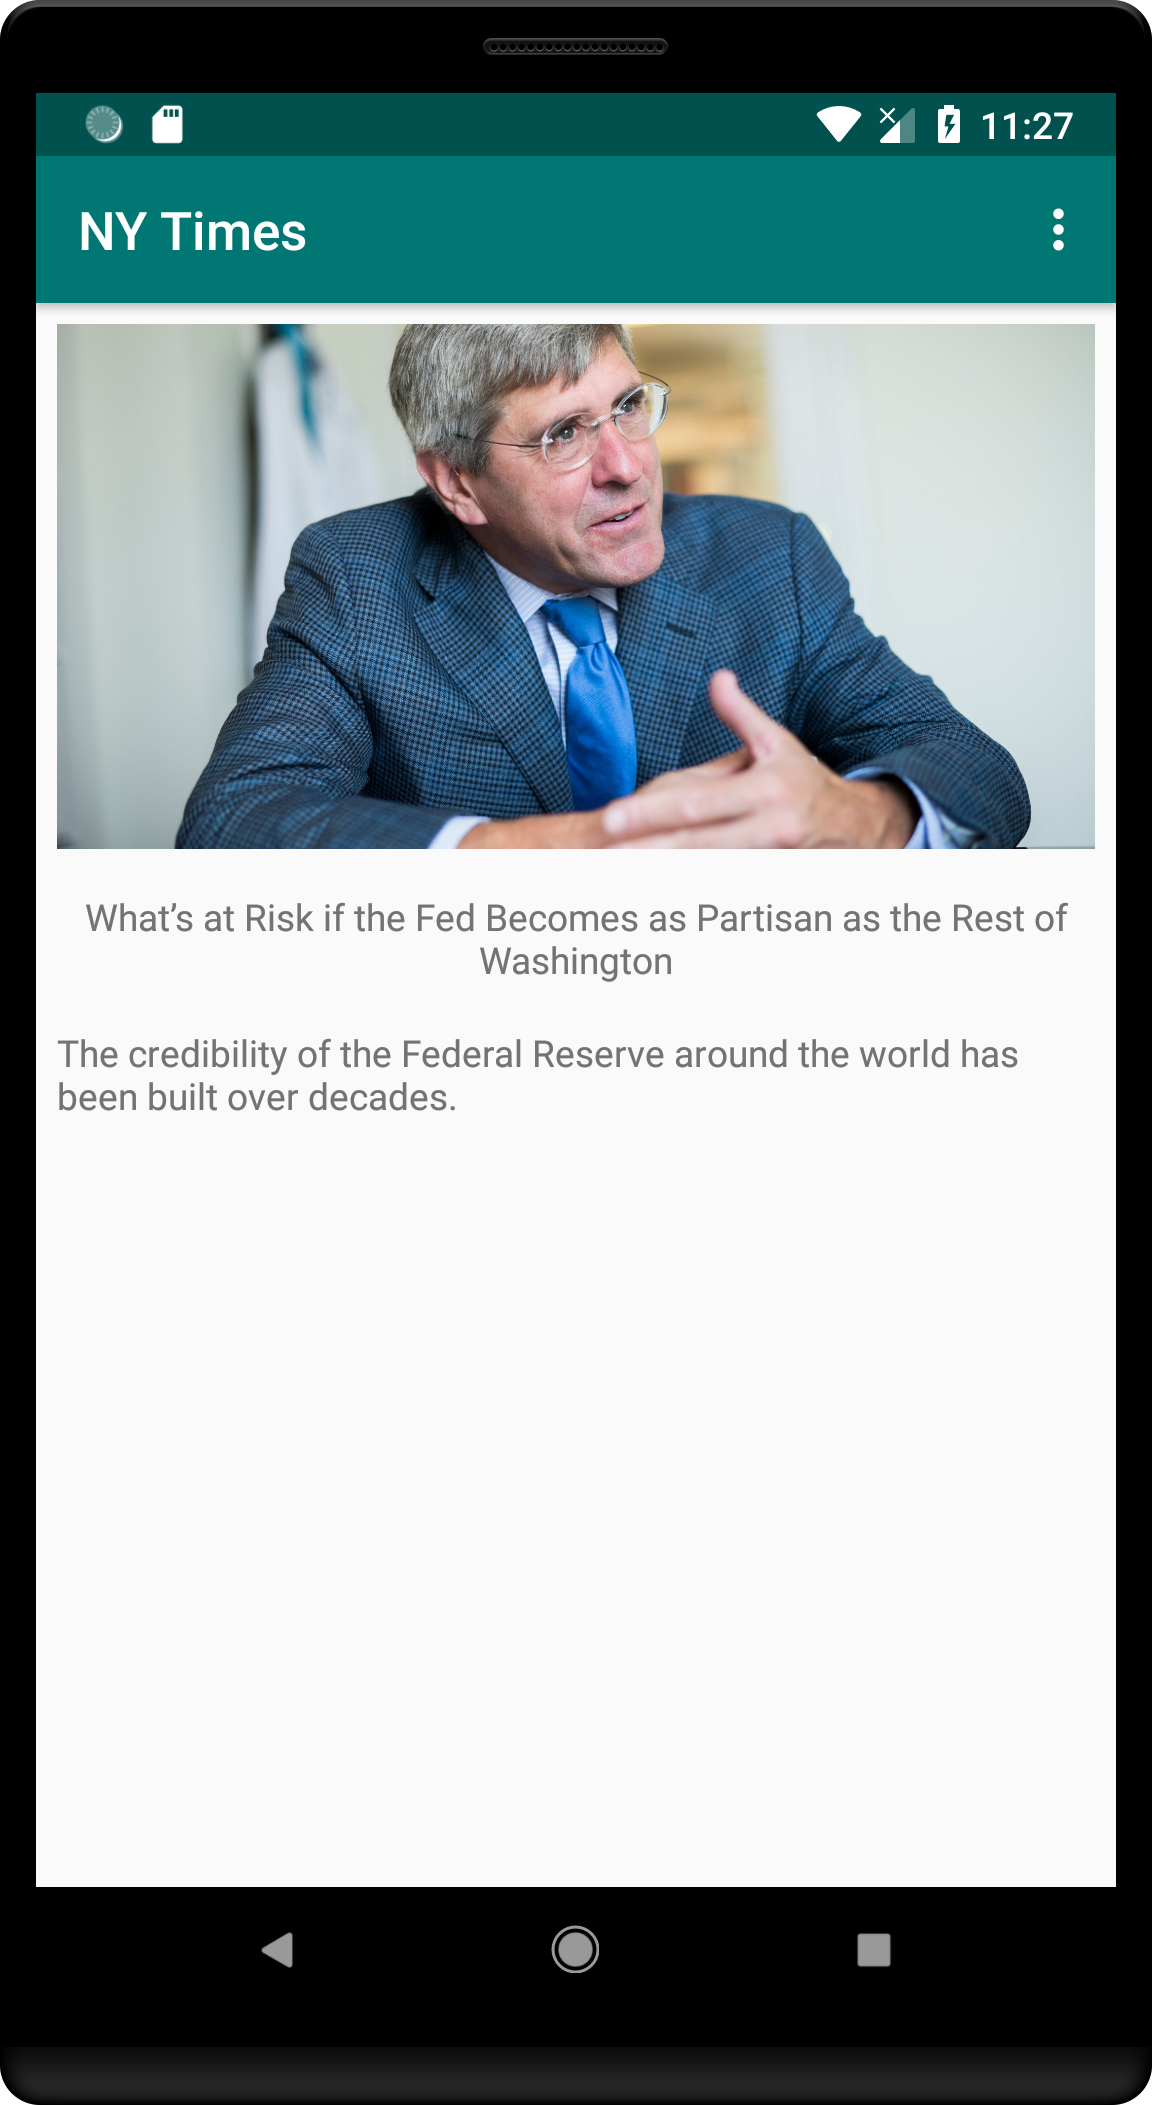 11:27
NY Times
What’s at Risk if the Fed Becomes as Partisan as the Rest of
Washington
The credibility of the Federal Reserve around the world has
been built over decades.